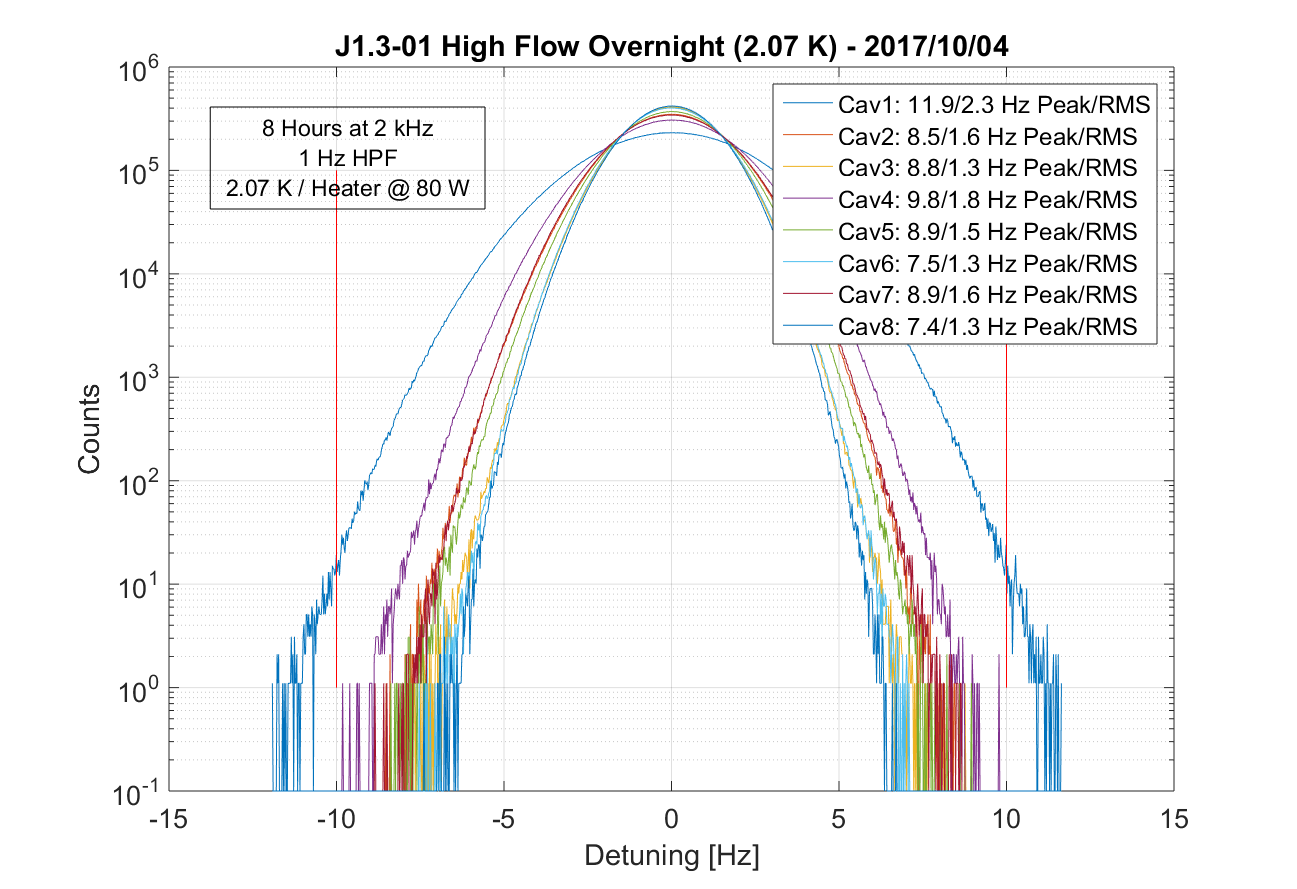 J1.3-01 High Flow Overnight (2.07 K) - 2017/10/04
8 Hours at 2 kHz
1 Hz HPF
2.07 K / Heater @ 80 W
Cav1: 11.9/2.3 Hz Peak/RMS
Cav2: 8.5/1.6 Hz Peak/RMS
Cav3: 8.8/1.3 Hz Peak/RMS
Cav4: 9.8/1.8 Hz Peak/RMS
Cav5: 8.9/1.5 Hz Peak/RMS
Cav6: 7.5/1.3 Hz Peak/RMS
Cav7: 8.9/1.6 Hz Peak/RMS
Cav8: 7.4/1.3 Hz Peak/RMS
Counts
10^6
10^5
10^4
10^3
10^2
10^1
10^0
10^-1
-15 -10 -5 0 5 10 15
Detuning [Hz]